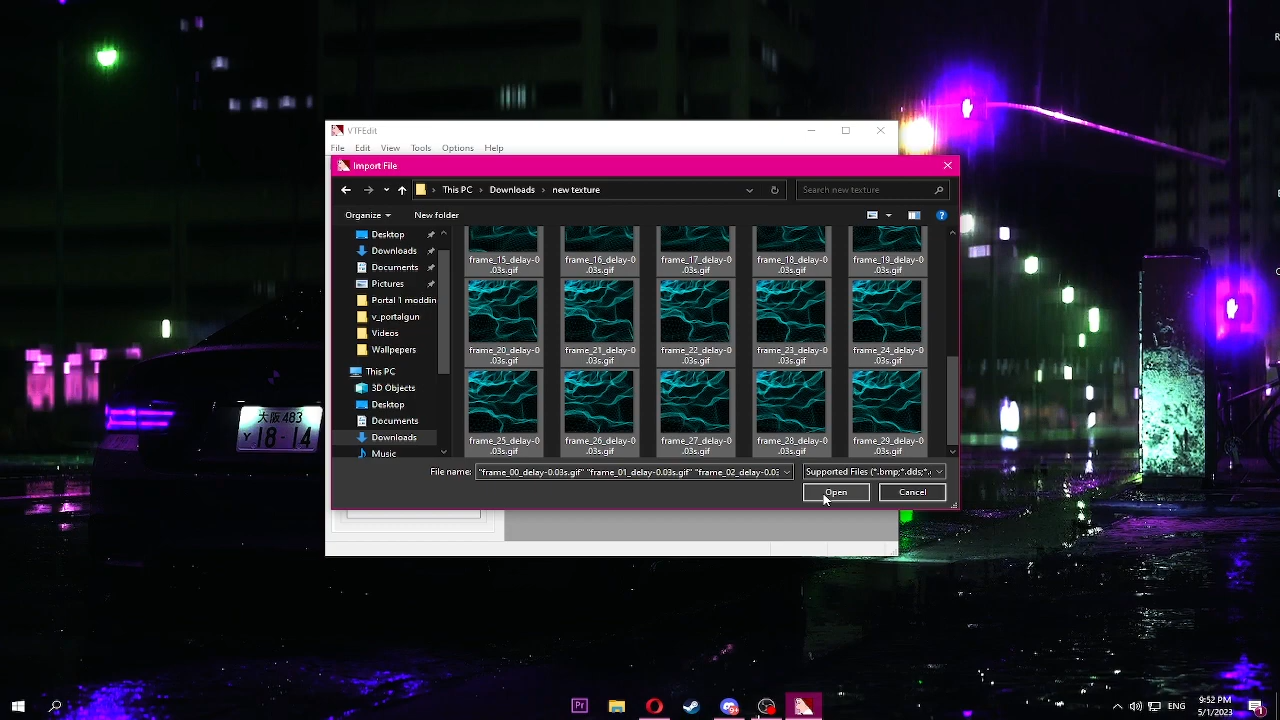 VTFEdit
File Edit View Tools Options Help
Import File
This PC > Downloads > new texture
Search new texture
Organize New folder
Desktop
Downloads
Documents
Pictures
Portal 1 moddin
v_portalgun
Videos
Wallpepers
This PC
3D Objects
Desktop
Documents
Downloads
Music
frame_15_delay-0
.03s.gif
frame_16_delay-0
.03s.gif
frame_17_delay-0
.03s.gif
frame_18_delay-0
.03s.gif
frame_19_delay-0
.03s.gif
frame_20_delay-0
.03s.gif
frame_21_delay-0
.03s.gif
frame_22_delay-0
.03s.gif
frame_23_delay-0
.03s.gif
frame_24_delay-0
.03s.gif
frame_25_delay-0
.03s.gif
frame_26_delay-0
.03s.gif
frame_27_delay-0
.03s.gif
frame_28_delay-0
.03s.gif
frame_29_delay-0
.03s.gif
File name: "frame_00_delay-0.03s.gif" "frame_01_delay-0.03s.gif" "frame_02_delay-0.03
Supported Files (*.bmp;*.dds;*.
Open Cancel
大阪 483
Y 18-14
Pr
ENG
9:52 PM
5/1/2023